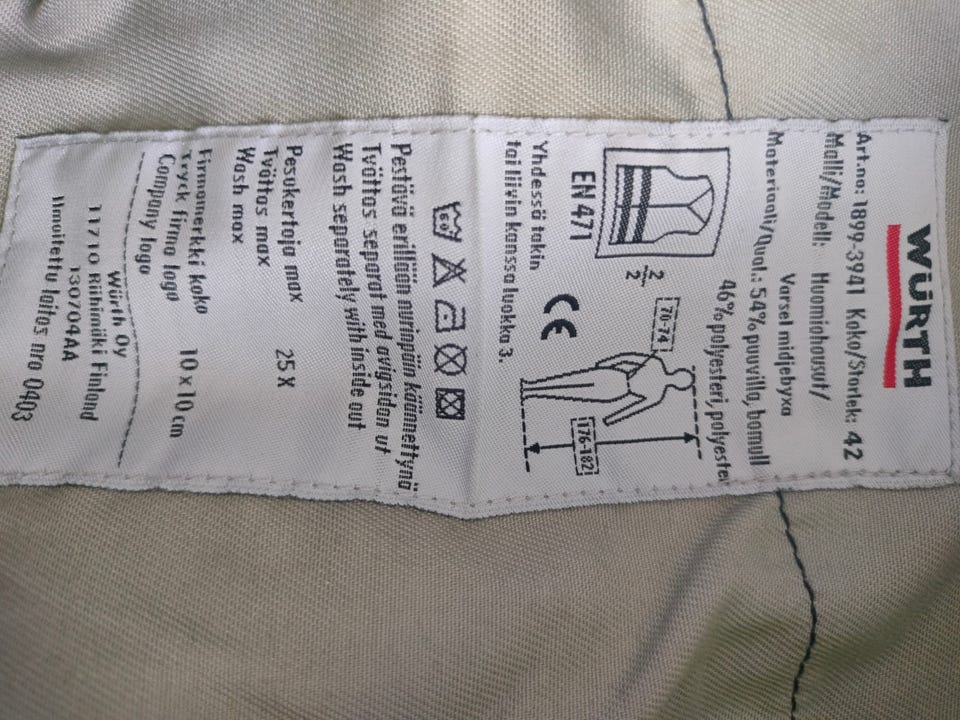 WÜRTH
Art.no: 1899-3941 Koko/Storlek: 42
Malli/Modell: Huomiohousut/
Varsel midjebyxa
Materiaali/Qual.: 54% puuvilla, bomull
46% polyesteri, polyester
2
2
EN 471
70-74
176-182
CE
Yhdessä takin
tai liivin kanssa luokka 3.
60
Pestävä erillään nurinpäin käännettynä
Tvättas separat med avigsidan ut
Wash separately with inside out
Pesukertoja max
Tvättas max 25 X
Wash max
Firmamerkki koko
Tryck firma logo 10 x 10 cm
Company logo
Würth Oy
11710 Riihimäki Finland
130704AA
Ilmoitettu laitos nro 0403